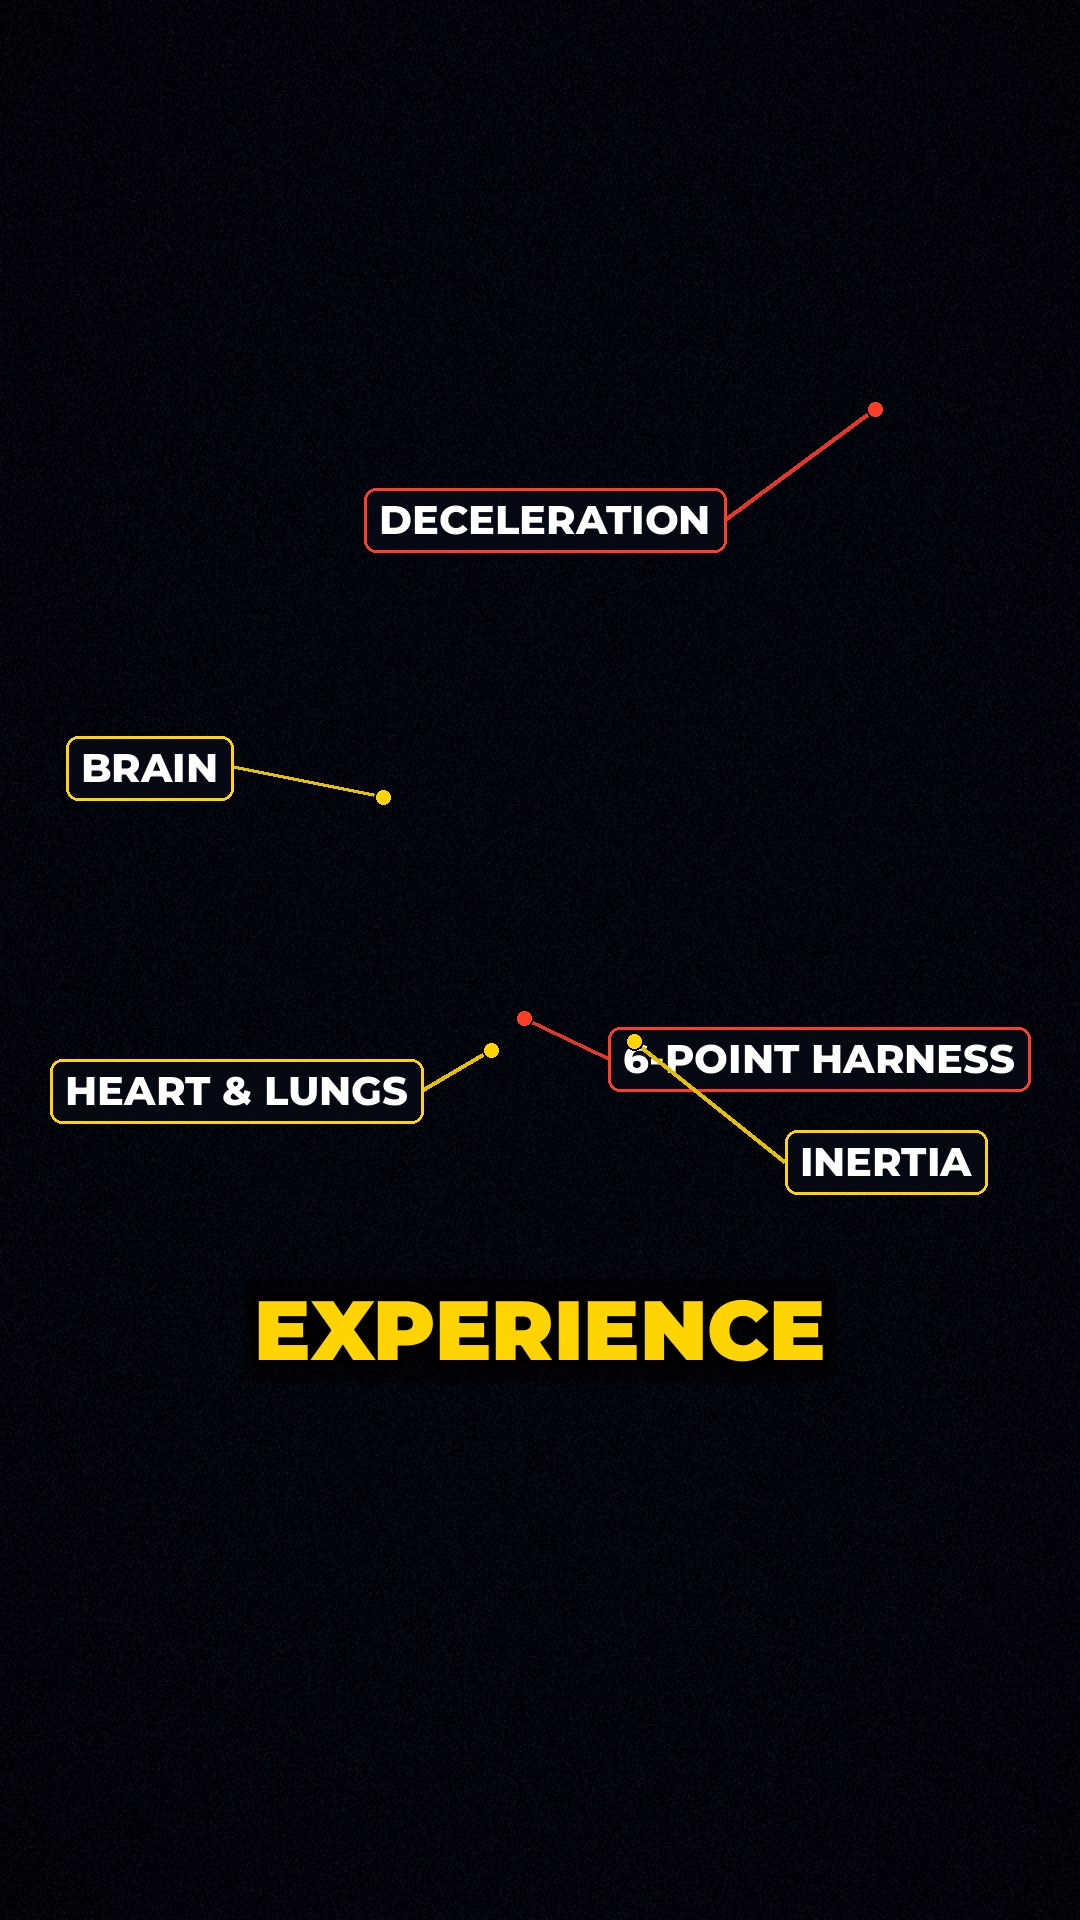 DECELERATION
BRAIN
6-POINT HARNESS
HEART & LUNGS
INERTIA
EXPERIENCE